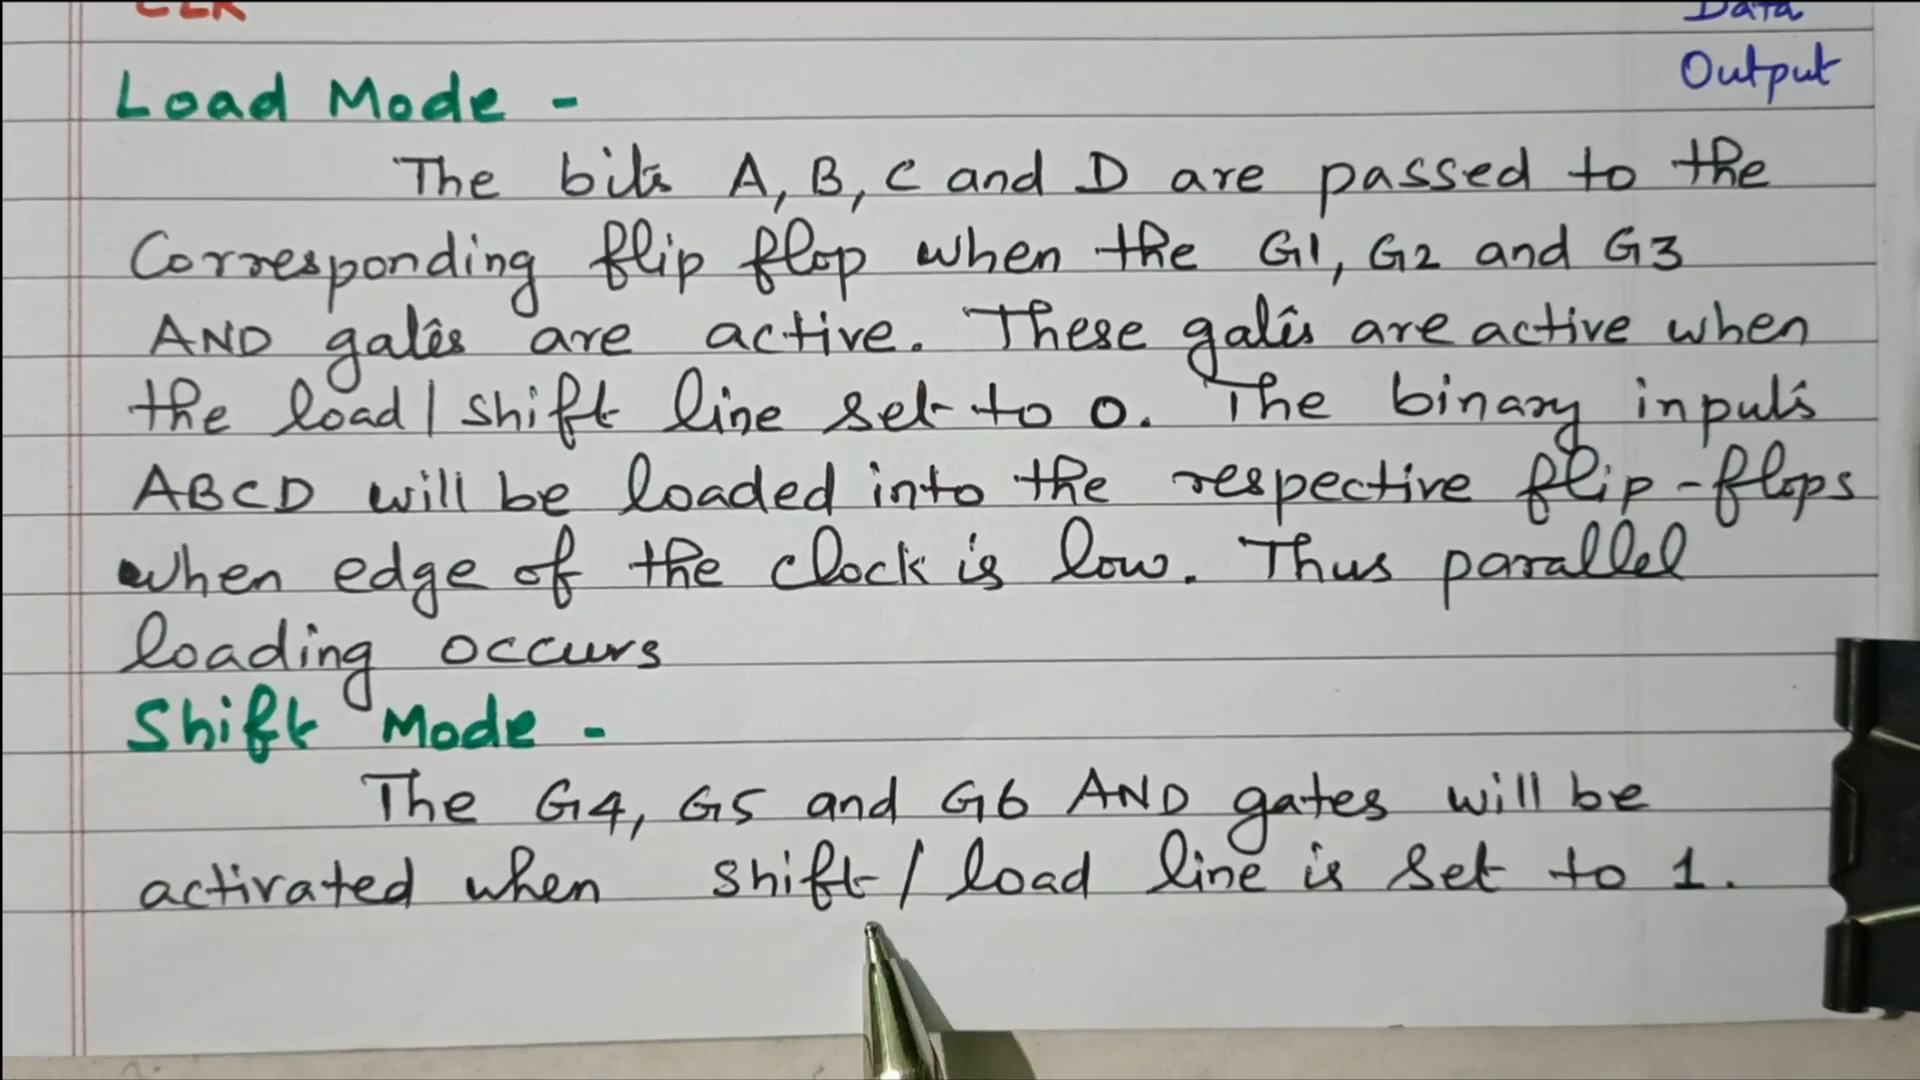 CLK
Data
Output
Load Mode -
The bits A, B, C and D are passed to the
Corresponding flip flop when the G1, G2 and G3
AND gates are active. These gates are active when
the load/shift line set to 0. The binary inputs
ABCD will be loaded into the respective flip-flops
when edge of the clock is low. Thus parallel
loading occurs
Shift Mode -
The G4, G5 and G6 AND gates will be
activated when shift/load line is set to 1.